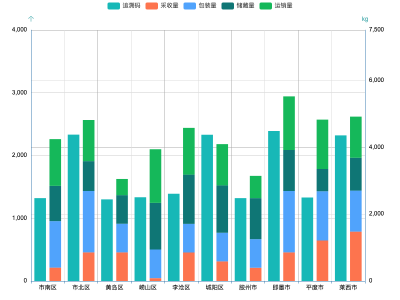 追溯码 采收量 包装量 储藏量 运销量
个 kg
4,000 7,500
6,000
3,000
4,000
2,000
2,000
1,000
0 0
市南区 市北区 黄岛区 崂山区 李沧区 城阳区 胶州市 即墨市 平度市 莱西市